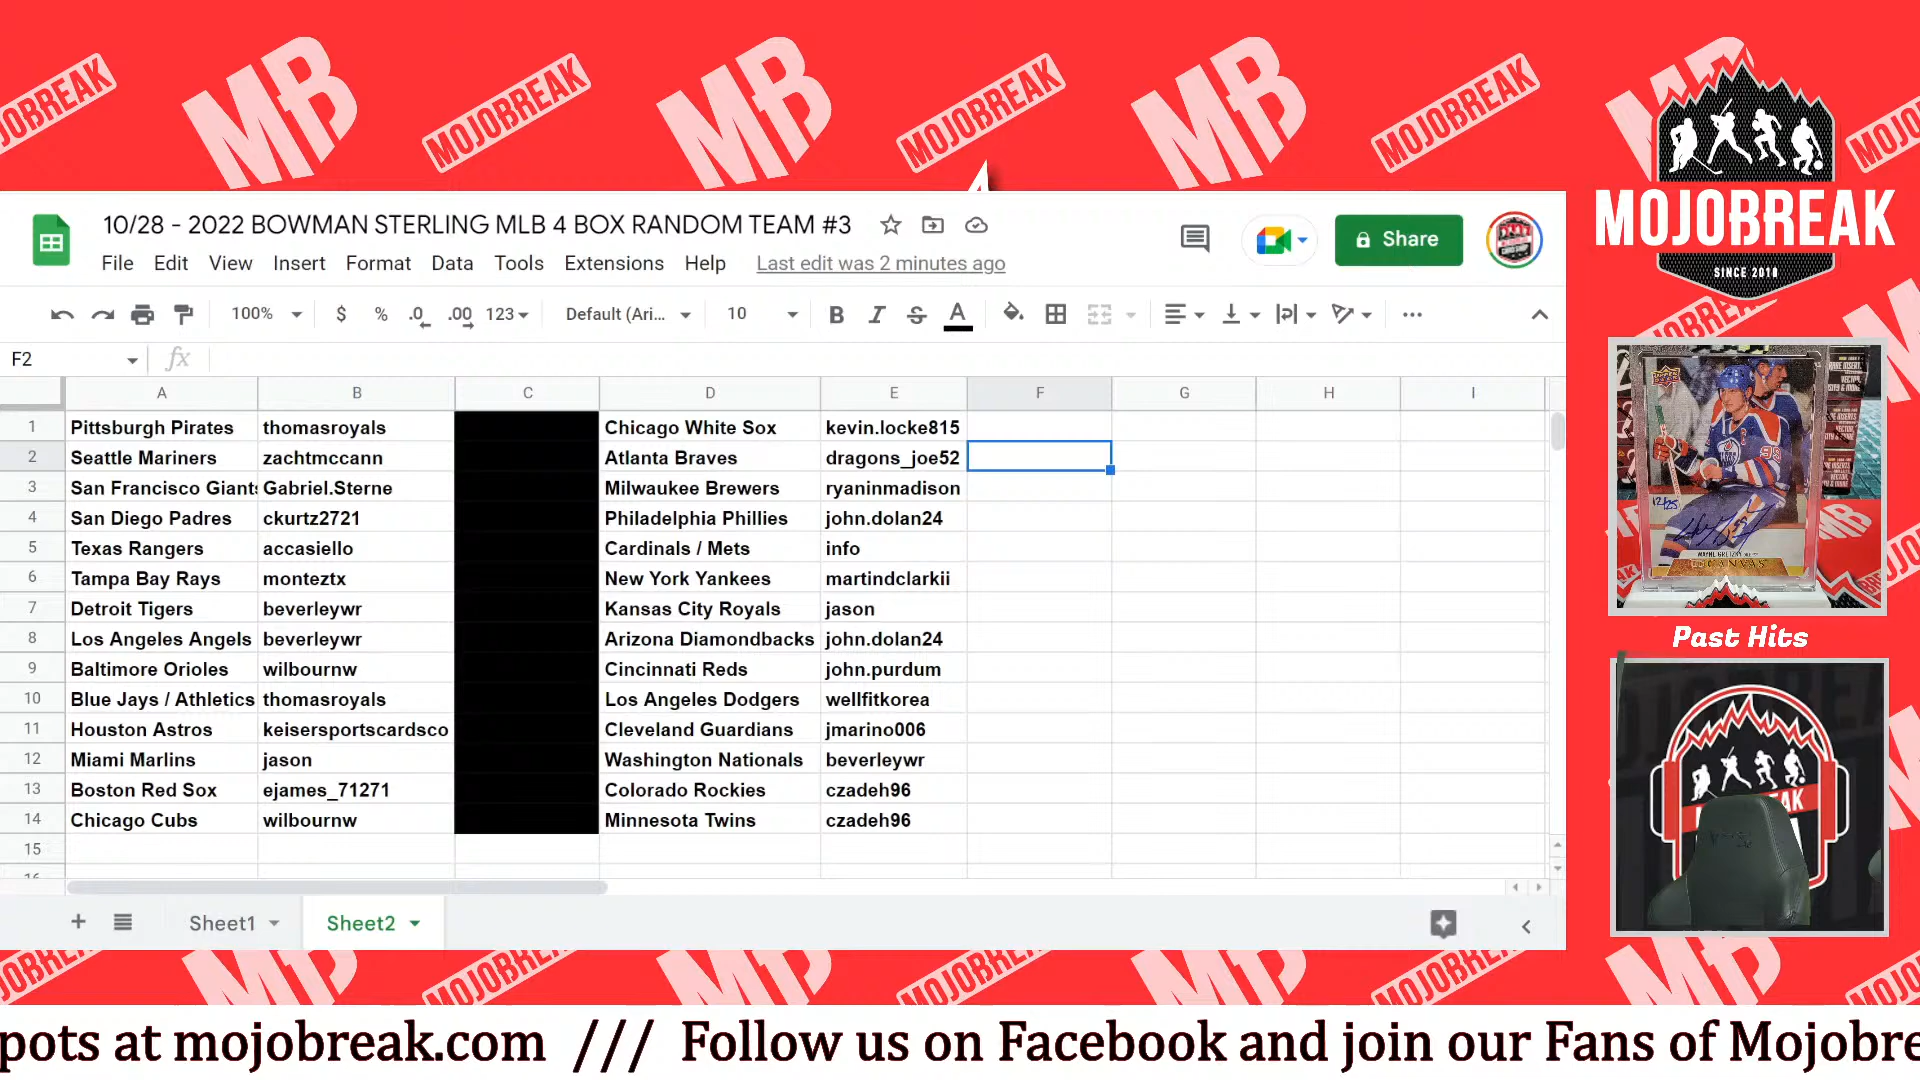 MOJOBREAK
SINCE 2018
10/28 - 2022 BOWMAN STERLING MLB 4 BOX RANDOM TEAM #3
Share
File Edit View Insert Format Data Tools Extensions Help Last edit was 2 minutes ago
100% $ % .0 .00 123 Default (Ari... 10 B I S A
F2 fx
A B C D E F G H I
1 Pittsburgh Pirates thomasroyals Chicago White Sox kevin.locke815
2 Seattle Mariners zachtmccann Atlanta Braves dragons_joe52
3 San Francisco Giants Gabriel.Sterne Milwaukee Brewers ryaninmadison
4 San Diego Padres ckurtz2721 Philadelphia Phillies john.dolan24
5 Texas Rangers accasiello Cardinals / Mets info
6 Tampa Bay Rays monteztx New York Yankees martindclarkii
7 Detroit Tigers beverleywr Kansas City Royals jason
8 Los Angeles Angels beverleywr Arizona Diamondbacks john.dolan24
9 Baltimore Orioles wilbournw Cincinnati Reds john.purdum
10 Blue Jays / Athletics thomasroyals Los Angeles Dodgers wellfitkorea
11 Houston Astros keisersportscardsco Cleveland Guardians jmarino006
12 Miami Marlins jason Washington Nationals beverleywr
13 Boston Red Sox ejames_71271 Colorado Rockies czadeh96
14 Chicago Cubs wilbournw Minnesota Twins czadeh96
15
Sheet1 Sheet2
WAYNE GRETZKY
CANVAS
12/25
Past Hits
pots at mojobreak.com /// Follow us on Facebook and join our Fans of Mojobre